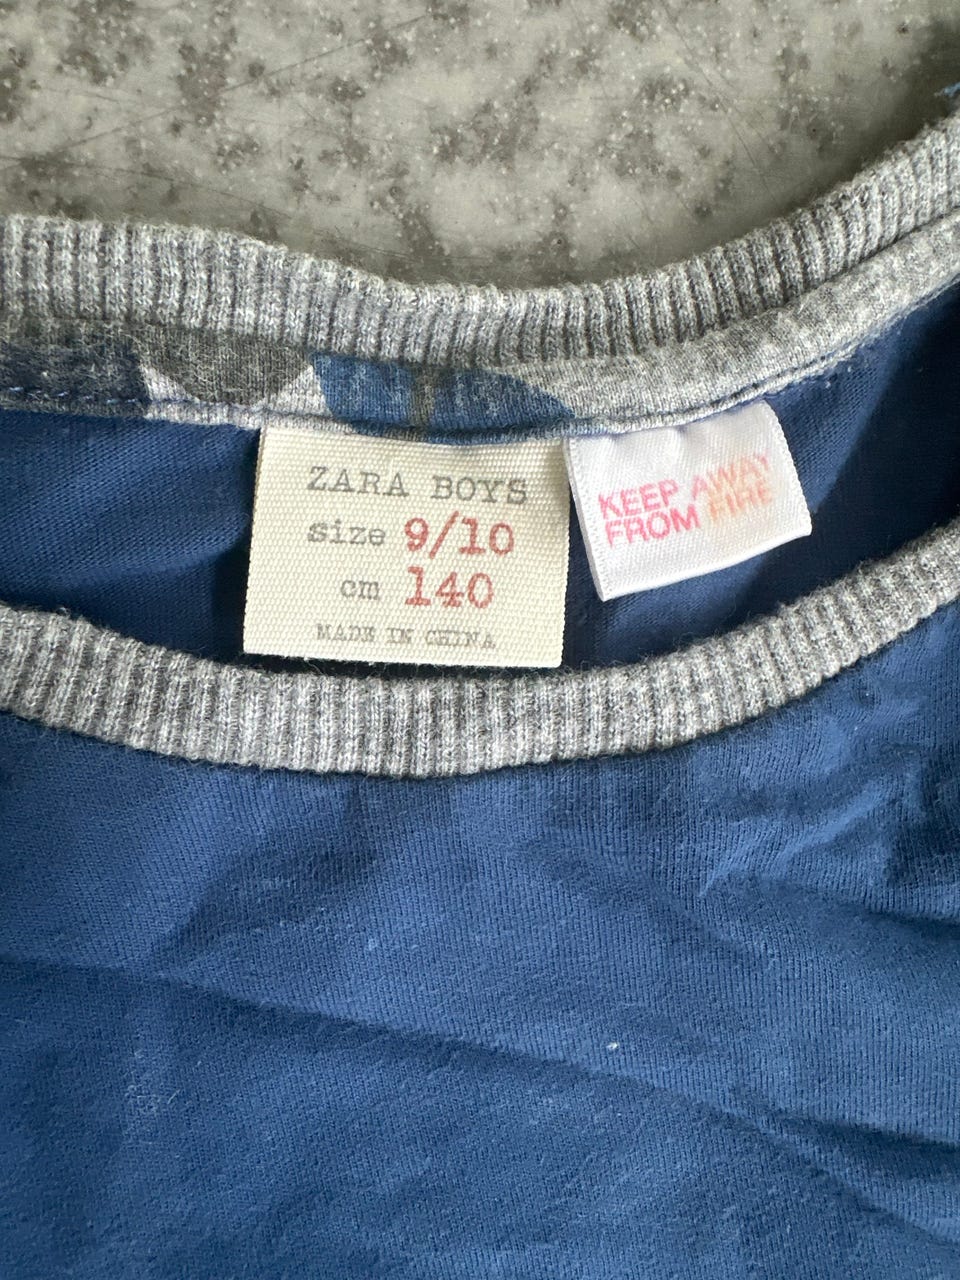 ZARA BOYS
size 9/10
cm 140
MADE IN CHINA
KEEP AWAY
FROM FIRE